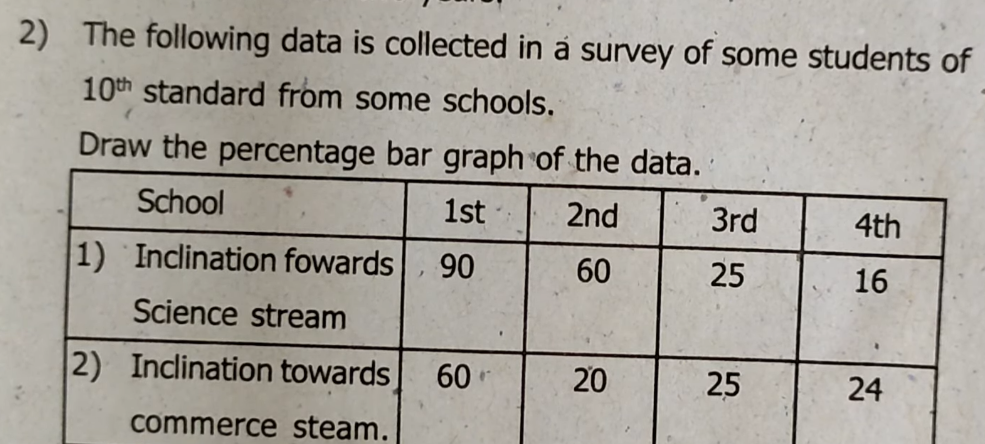 2) The following data is collected in a survey of some students of
10th standard from some schools.
Draw the percentage bar graph of the data.
School 1st 2nd 3rd 4th
1) Inclination fowards 90 60 25 16
Science stream
2) Inclination towards 60 20 25 24
commerce steam.